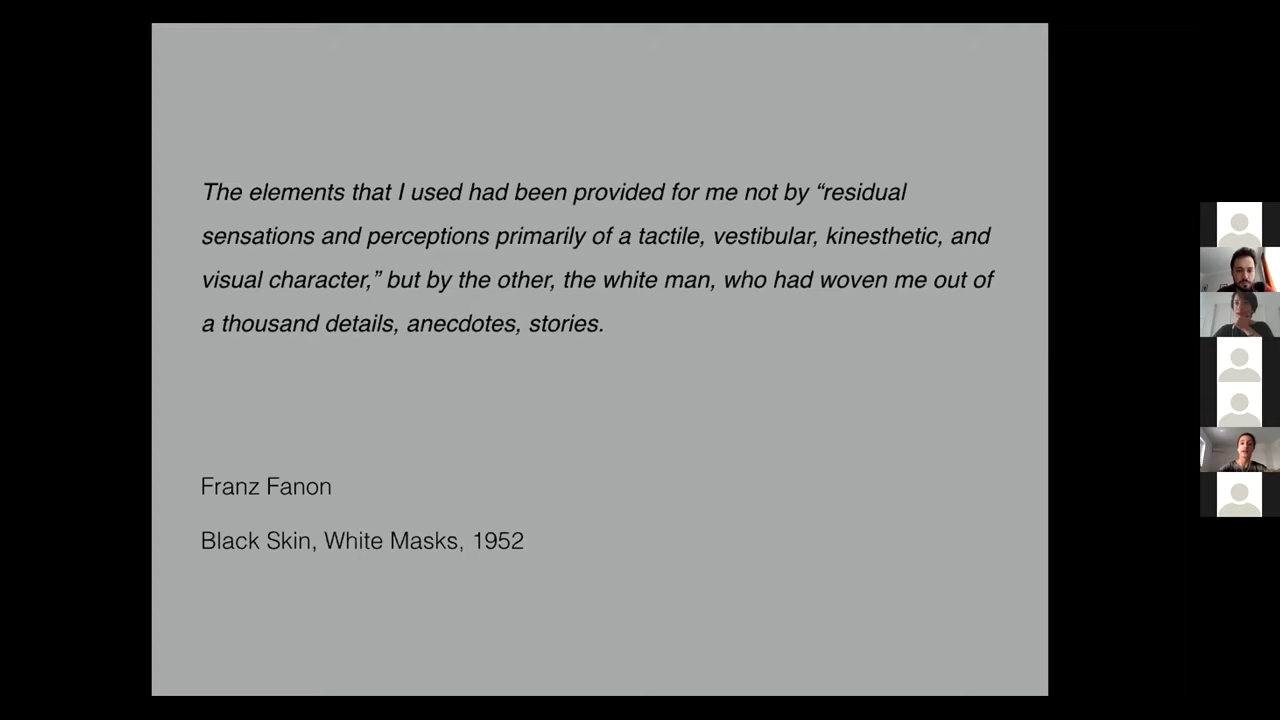 The elements that I used had been provided for me not by “residual
sensations and perceptions primarily of a tactile, vestibular, kinesthetic, and
visual character,” but by the other, the white man, who had woven me out of
a thousand details, anecdotes, stories.
Franz Fanon
Black Skin, White Masks, 1952